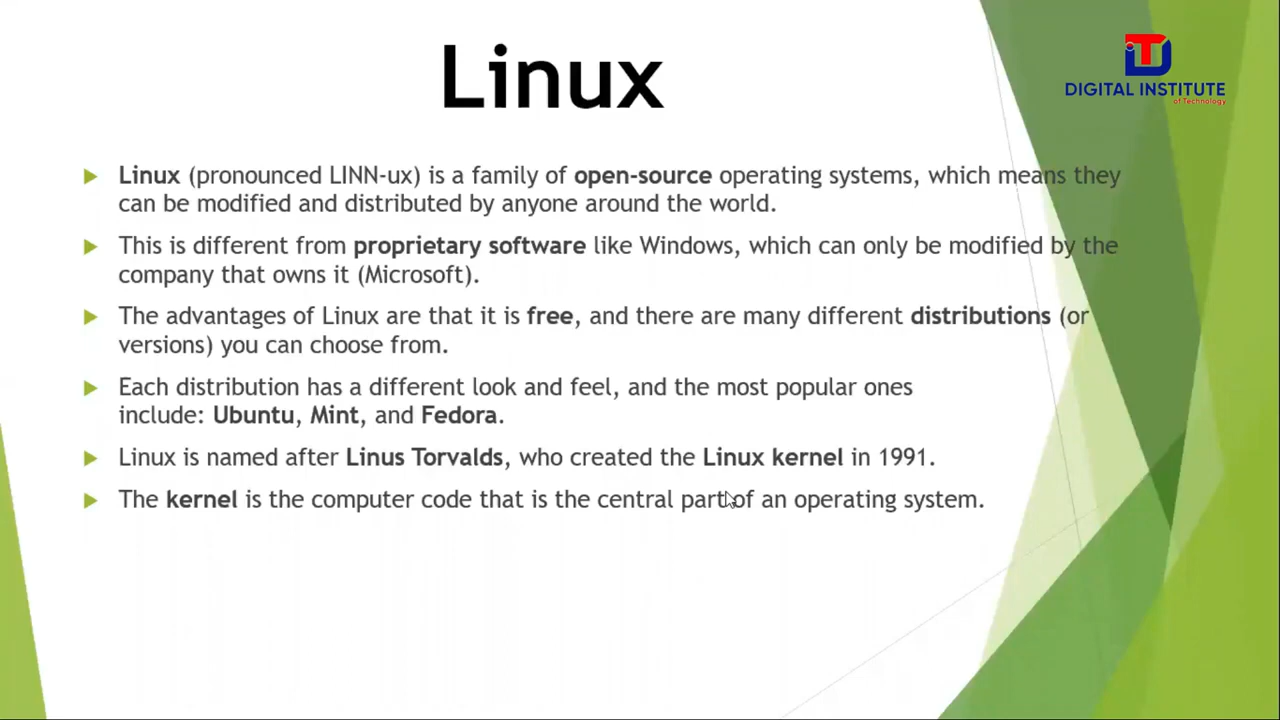 Linux
DIGITAL INSTITUTE
of Technology
Linux (pronounced LINN-ux) is a family of open-source operating systems, which means they
can be modified and distributed by anyone around the world.
This is different from proprietary software like Windows, which can only be modified by the
company that owns it (Microsoft).
The advantages of Linux are that it is free, and there are many different distributions (or
versions) you can choose from.
Each distribution has a different look and feel, and the most popular ones
include: Ubuntu, Mint, and Fedora.
Linux is named after Linus Torvalds, who created the Linux kernel in 1991.
The kernel is the computer code that is the central part of an operating system.